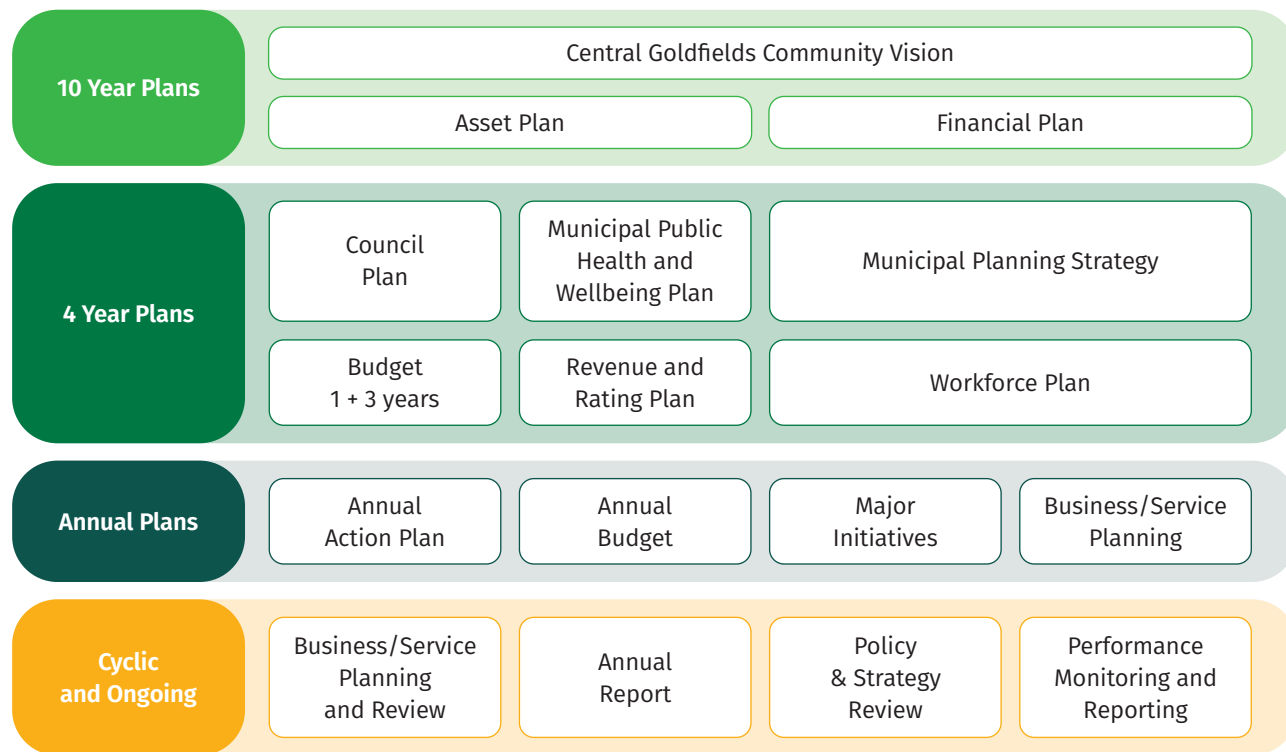 10 Year Plans
Central Goldfields Community Vision
Asset Plan
Financial Plan
4 Year Plans
Council
Plan
Municipal Public
Health and
Wellbeing Plan
Municipal Planning Strategy
Budget
1 + 3 years
Revenue and
Rating Plan
Workforce Plan
Annual Plans
Annual
Action Plan
Annual
Budget
Major
Initiatives
Business/Service
Planning
Cyclic
and Ongoing
Business/Service
Planning
and Review
Annual
Report
Policy
& Strategy
Review
Performance
Monitoring and
Reporting